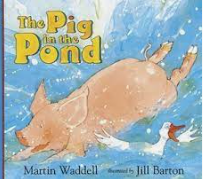 The Pig
in the
Pond
Martin Waddell illustrated by Jill Barton